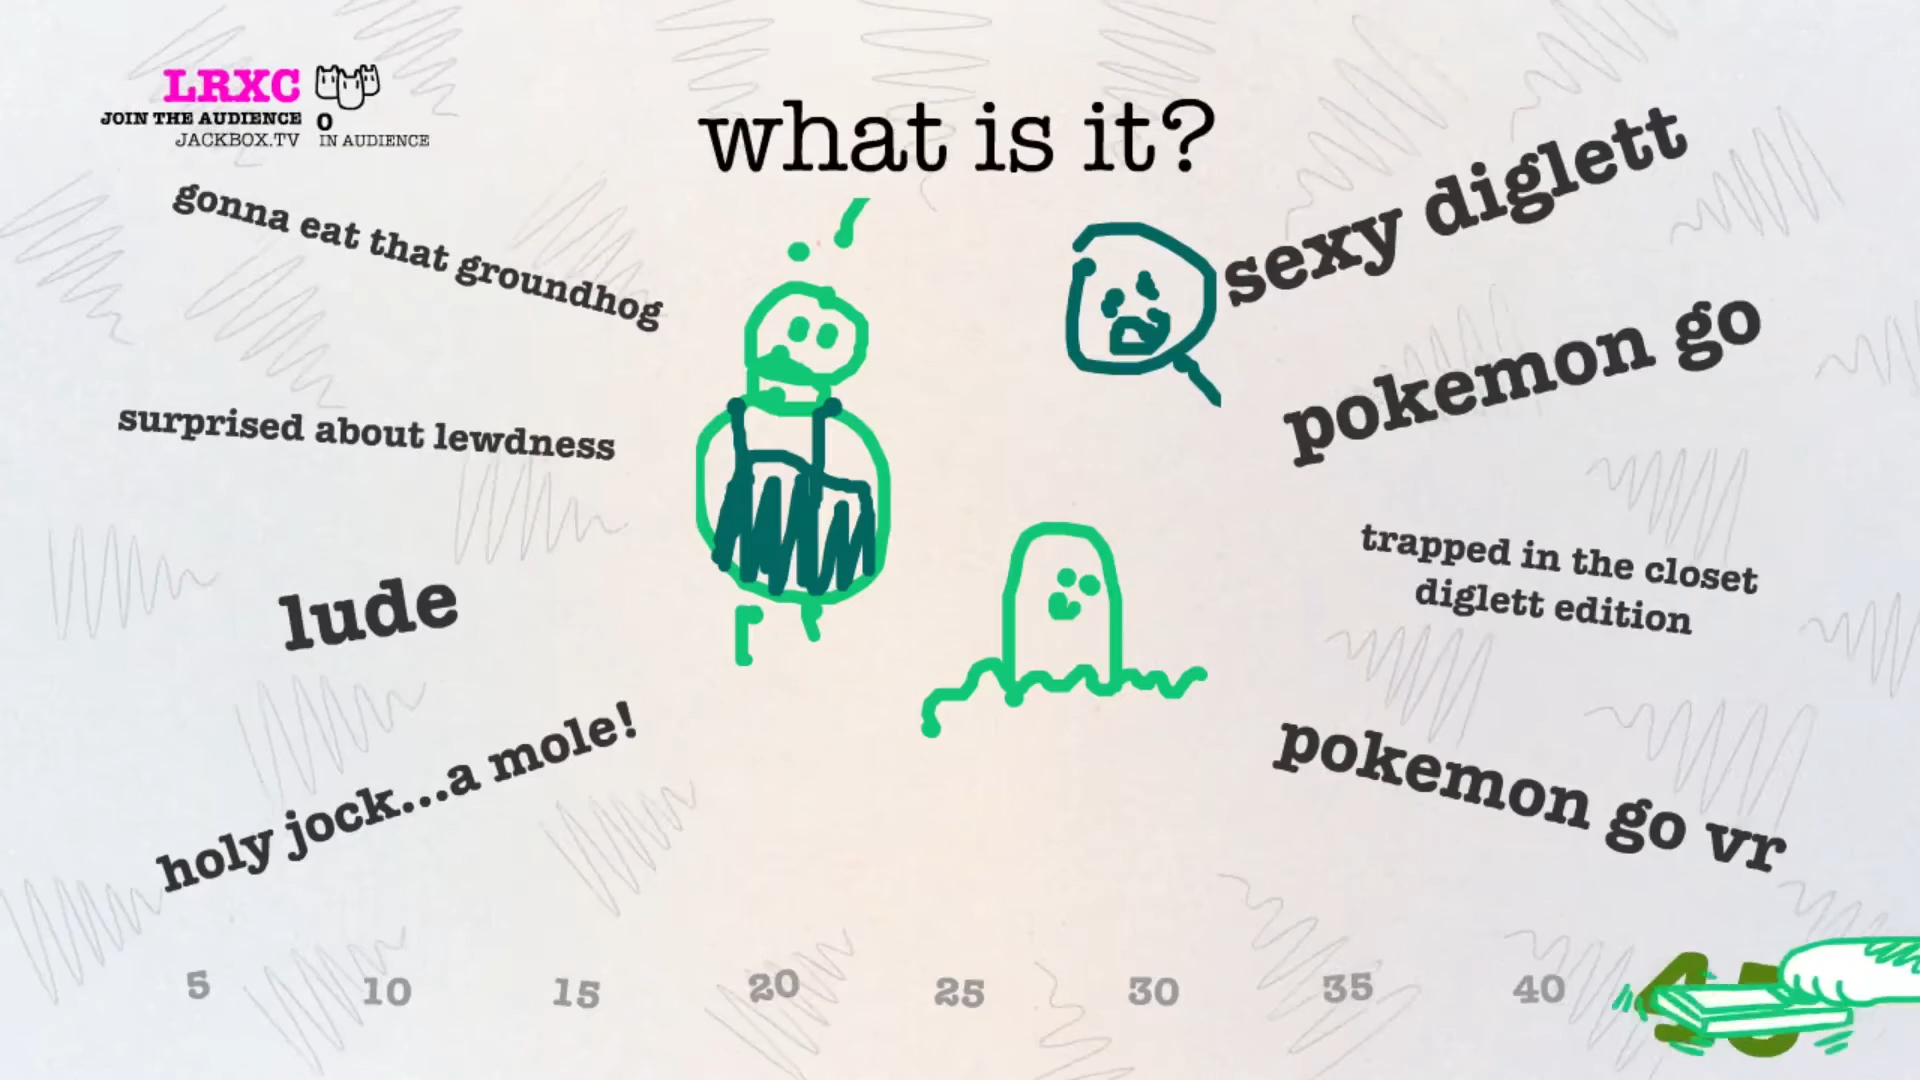 LRXC
JOIN THE AUDIENCE
JACKBOX.TV
0
IN AUDIENCE
what is it?
gonna eat that groundhog
surprised about lewdness
lude
holy jock...a mole!
sexy diglett
pokemon go
trapped in the closet
diglett edition
pokemon go vr
5 10 15 20 25 30 35 40